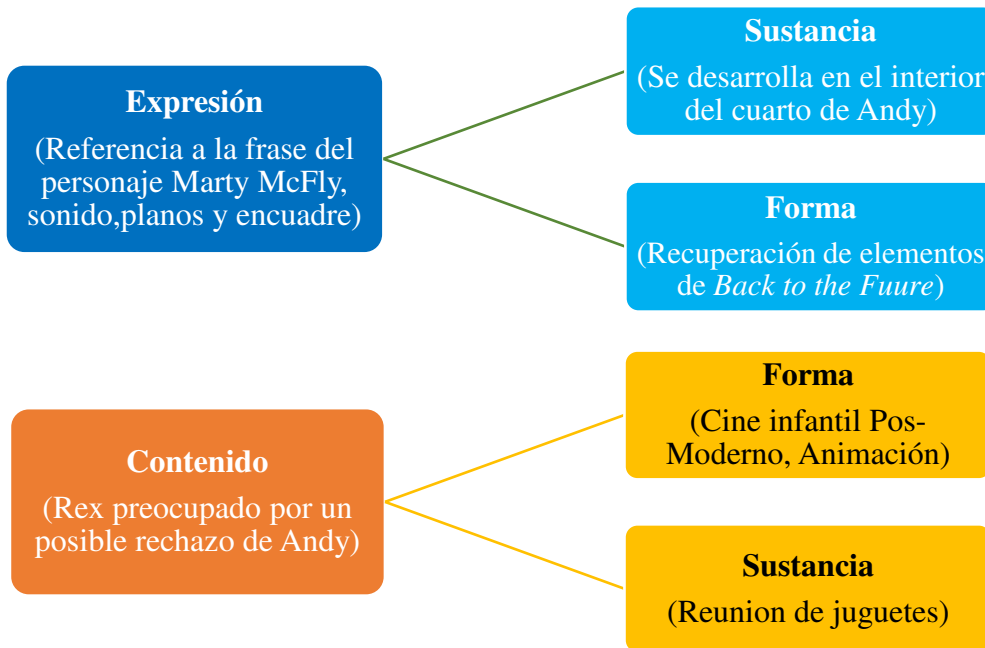 Expresión
(Referencia a la frase del
personaje Marty McFly,
sonido,planos y encuadre)
Sustancia
(Se desarrolla en el interior
del cuarto de Andy)
Forma
(Recuperación de elementos
de Back to the Fuure)
Contenido
(Rex preocupado por un
posible rechazo de Andy)
Forma
(Cine infantil Pos-
Moderno, Animación)
Sustancia
(Reunion de juguetes)